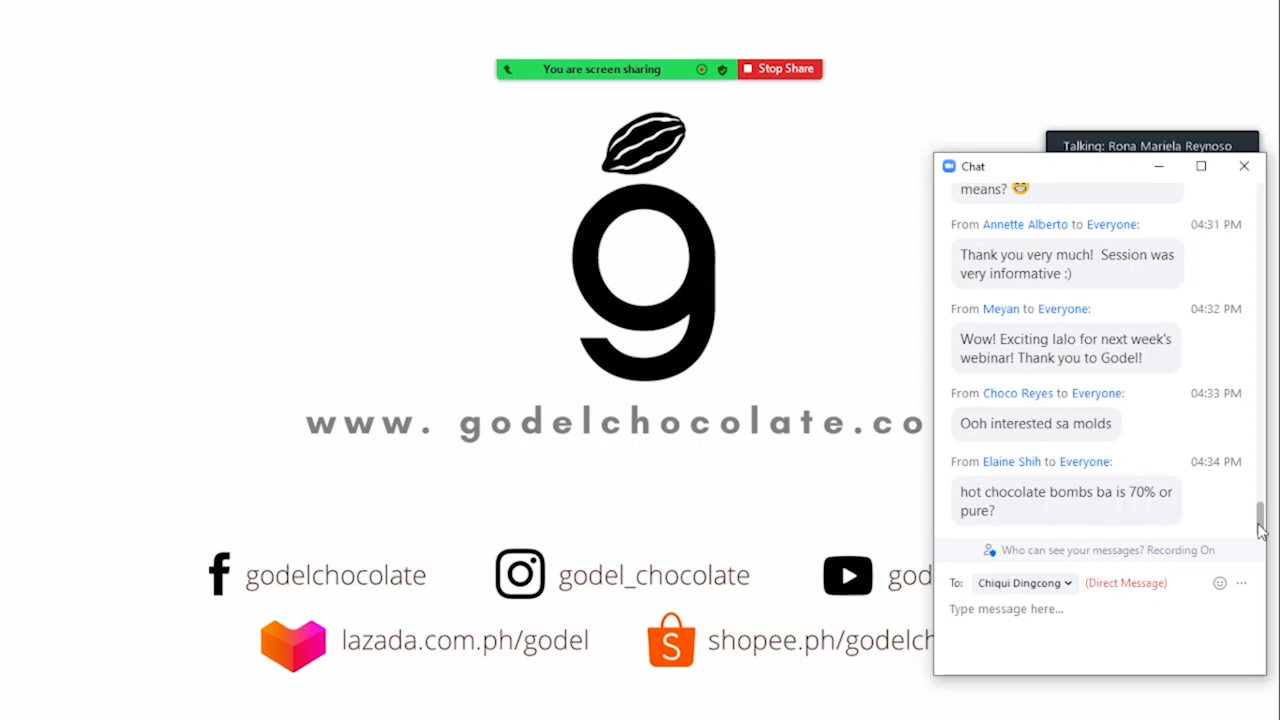 You are screen sharing
Stop Share
Talking: Rona Mariela Reynoso
g
www. godelchocolate.co
godelchocolate
godel_chocolate
god
lazada.com.ph/godel
shopee.ph/godelch
Chat
means? 😁
From Annette Alberto to Everyone: 04:31 PM
Thank you very much! Session was
very informative :)
From Meyan to Everyone: 04:32 PM
Wow! Exciting lalo for next week's
webinar! Thank you to Godel!
From Choco Reyes to Everyone: 04:33 PM
Ooh interested sa molds
From Elaine Shih to Everyone: 04:34 PM
hot chocolate bombs ba is 70% or
pure?
Who can see your messages? Recording On
To: Chiqui Dingcong (Direct Message)
Type message here...